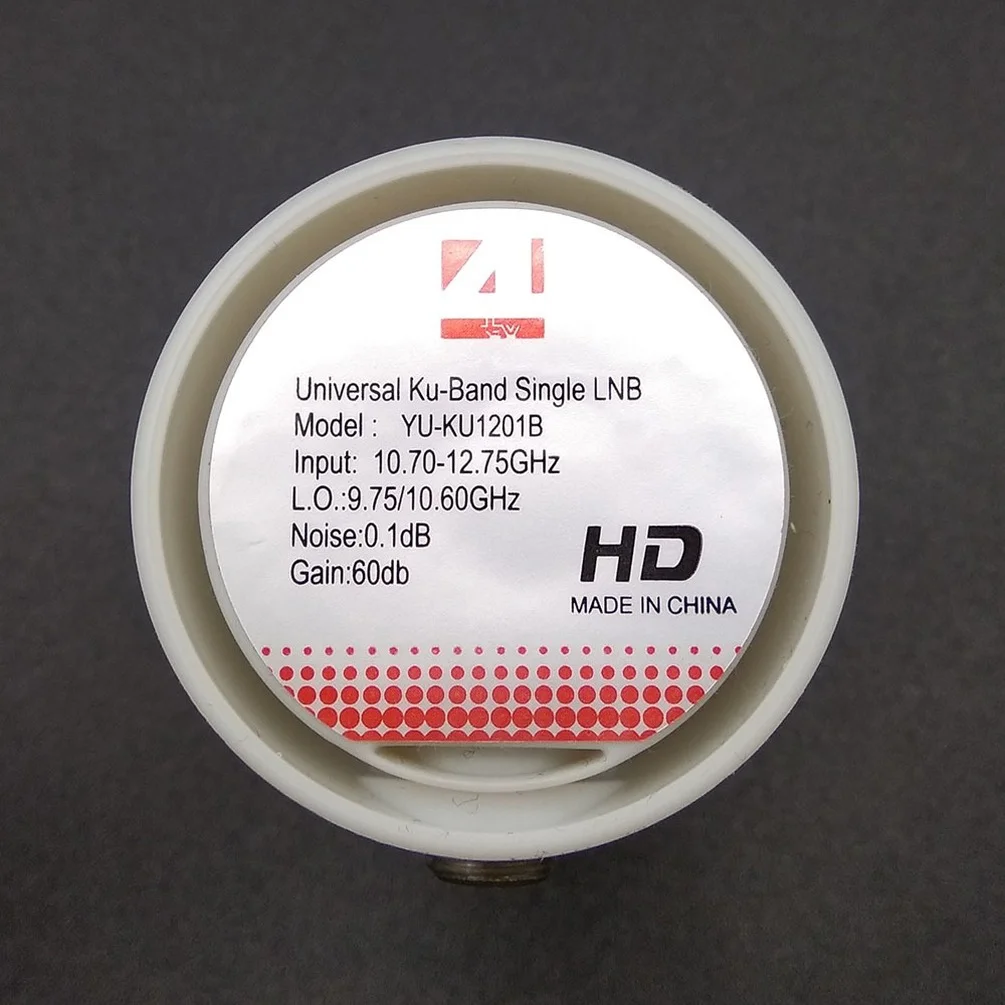 Universal Ku-Band Single LNB
Model : YU-KU1201B
Input: 10.70-12.75GHz
L.O.:9.75/10.60GHz
Noise:0.1dB
Gain:60db
HD
MADE IN CHINA